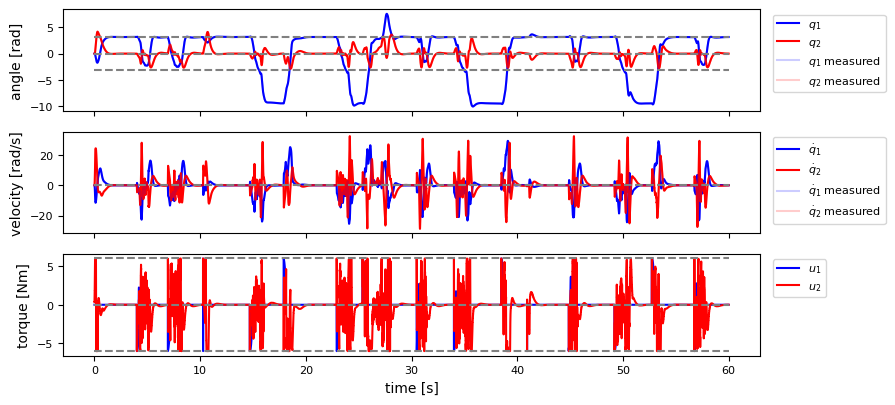 angle [rad]
5
0
−5
−10
q₁
q₂
q₁ measured
q₂ measured
velocity [rad/s]
20
0
−20
q̇₁
q̇₂
q̇₁ measured
q̇₂ measured
torque [Nm]
5
0
−5
u₁
u₂
0 10 20 30 40 50 60
time [s]